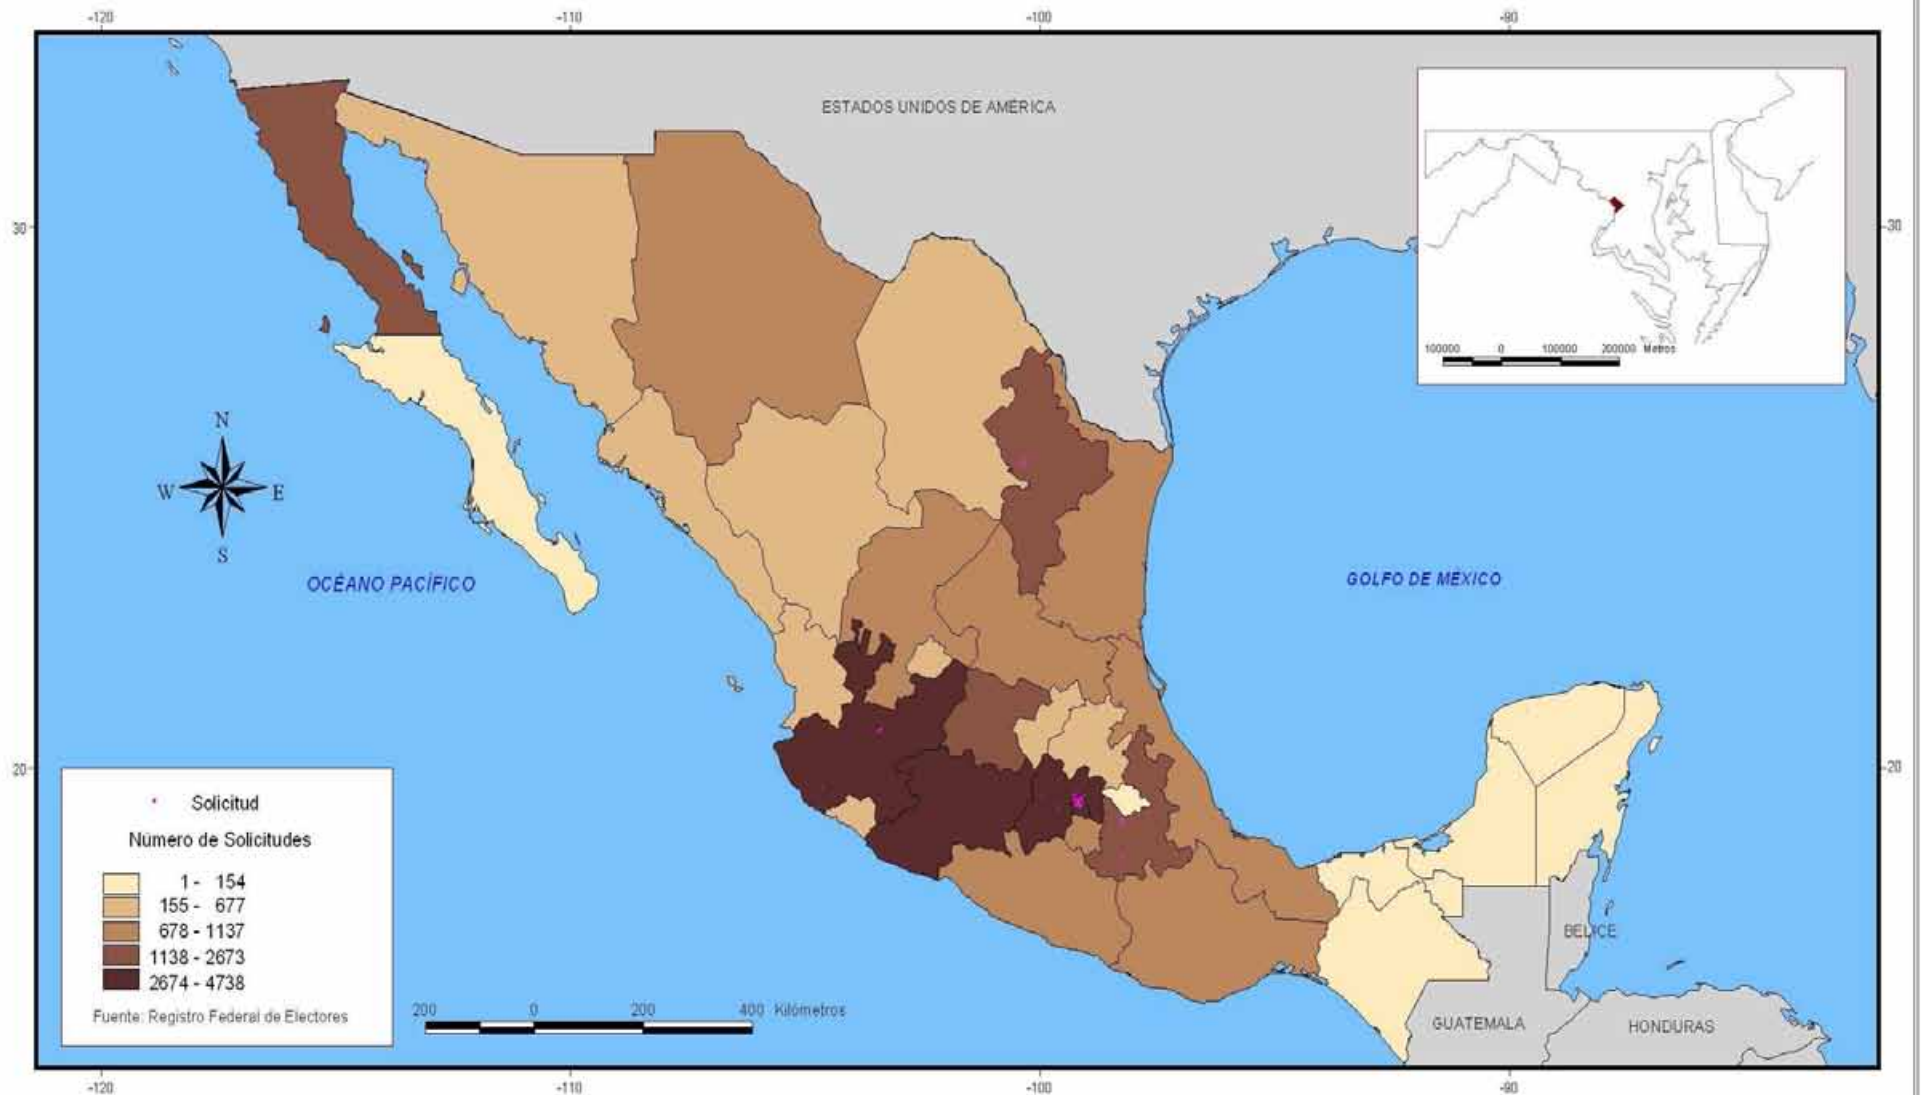 -120
-110
-100
-90
ESTADOS UNIDOS DE AMÉRICA
30
30
100000 0 100000 200000 Metros
N
W E
S
OCÉANO PACÍFICO
GOLFO DE MÉXICO
20
20
Solicitud
Número de Solicitudes
1 - 154
155 - 677
678 - 1137
1138 - 2673
2674 - 4738
Fuente: Registro Federal de Electores
200 0 200 400 Kilómetros
BELICE
GUATEMALA
HONDURAS
-120
-110
-100
-90